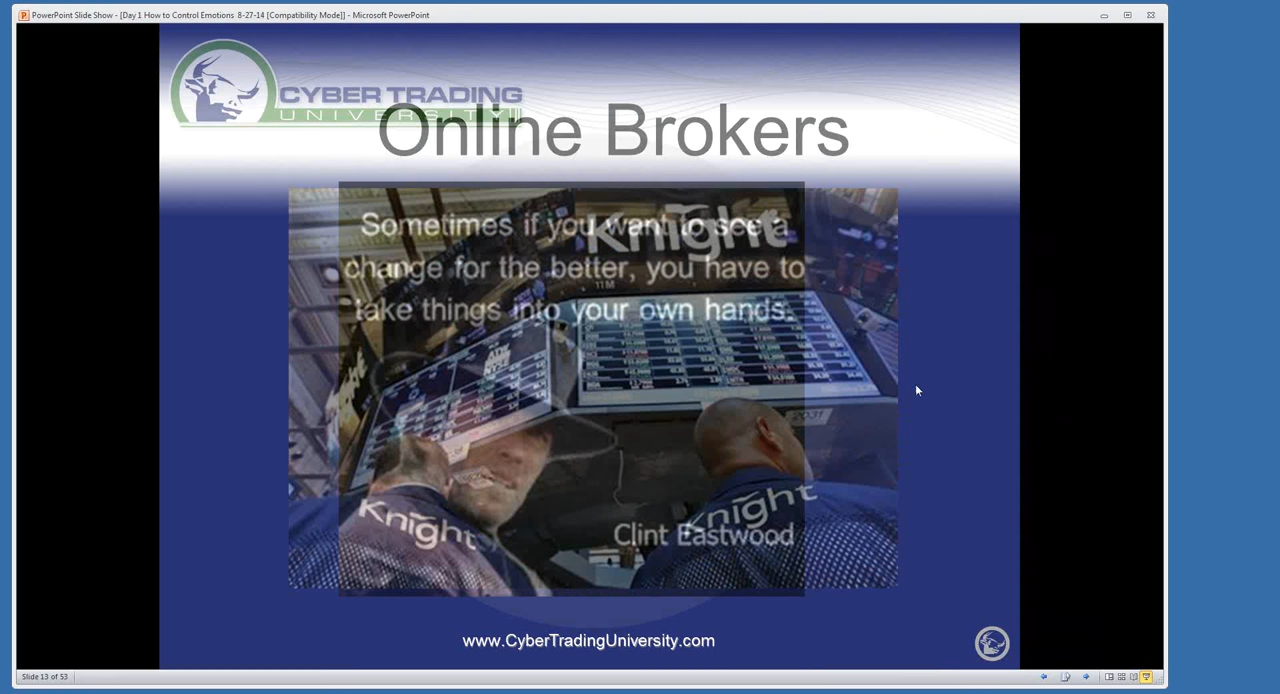 PowerPoint Slide Show - [Day 1 How to Control Emotions 8-27-14 [Compatibility Mode]] - Microsoft PowerPoint
CYBER TRADING
UNIVERSITY
Online Brokers
Knight
Sometimes if you want to see a
change for the better, you have to
take things into your own hands.
11M
2031
Knight
Knight
Clint Eastwood
www.CyberTradingUniversity.com
Slide 13 of 53